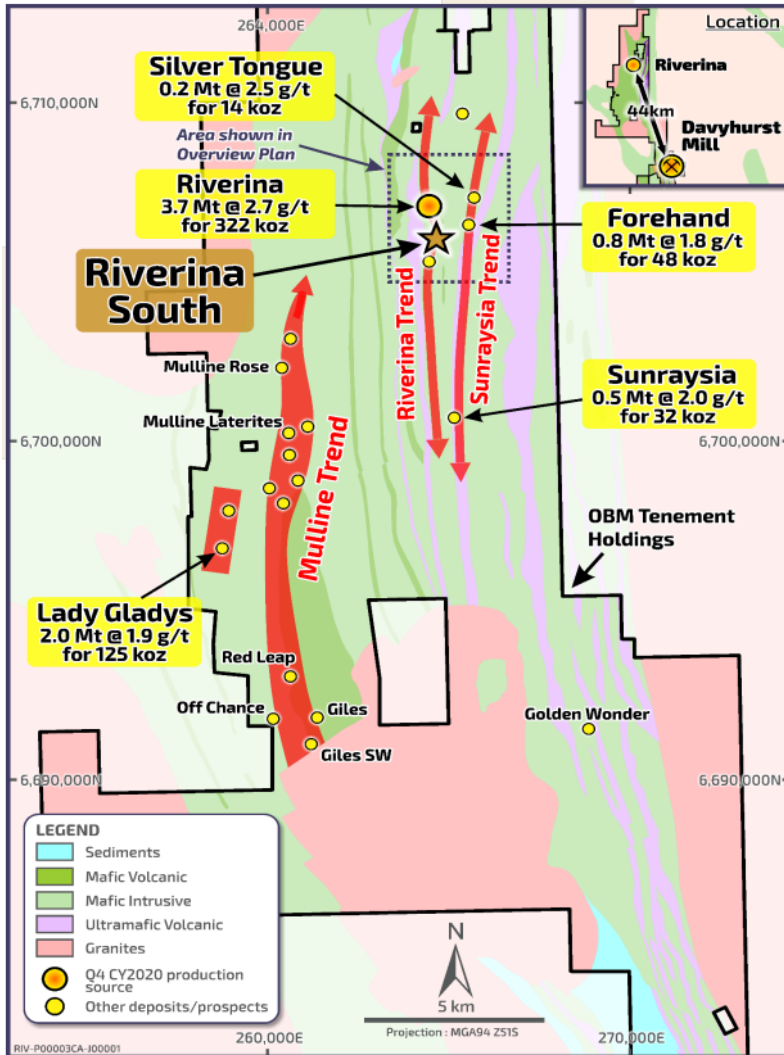 264,000E
Location
Riverina
44km
Davyhurst
Mill
Silver Tongue
0.2 Mt @ 2.5 g/t
for 14 koz
6,710,000N
Area shown in
Overview Plan
Riverina
3.7 Mt @ 2.7 g/t
for 322 koz
Forehand
0.8 Mt @ 1.8 g/t
for 48 koz
Riverina
South
Riverina Trend
Sunraysia Trend
Mulline Rose
Sunraysia
0.5 Mt @ 2.0 g/t
for 32 koz
Mulline Laterites
6,700,000N
6,700,000N
Mulline Trend
OBM Tenement
Holdings
Lady Gladys
2.0 Mt @ 1.9 g/t
for 125 koz
Red Leap
Off Chance
Giles
Golden Wonder
Giles SW
6,690,000N
6,690,000N
LEGEND
Sediments
Mafic Volcanic
Mafic Intrusive
Ultramafic Volcanic
Granites
Q4 CY2020 production
source
Other deposits/prospects
N
5 km
Projection : MGA94 Z51S
RIV-P00003CA-J00001
260,000E
270,000E